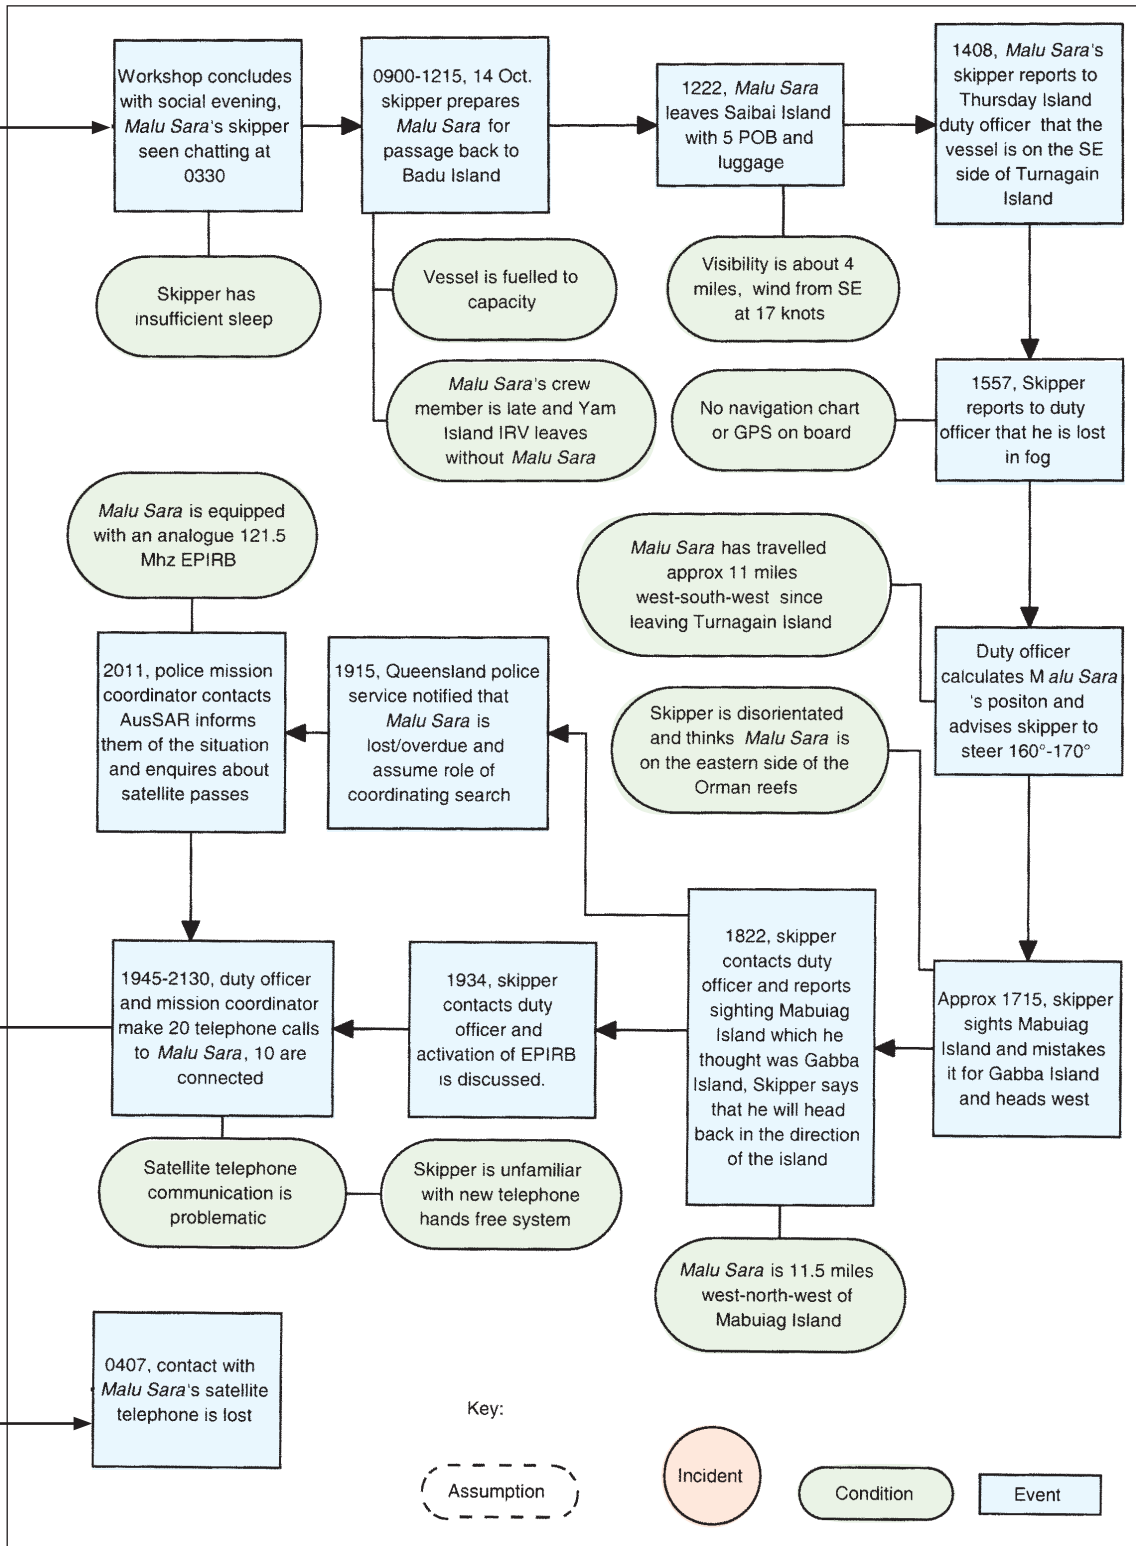 Workshop concludes
with social evening,
Malu Sara's skipper
seen chatting at
0330
0900-1215, 14 Oct.
skipper prepares
Malu Sara for
passage back to
Badu Island
1222, Malu Sara
leaves Saibai Island
with 5 POB and
luggage
1408, Malu Sara's
skipper reports to
Thursday Island
duty officer that the
vessel is on the SE
side of Turnagain
Island
Skipper has
insufficient sleep
Vessel is fuelled to
capacity
Visibility is about 4
miles, wind from SE
at 17 knots
Malu Sara's crew
member is late and Yam
Island IRV leaves
without Malu Sara
No navigation chart
or GPS on board
1557, Skipper
reports to duty
officer that he is lost
in fog
Malu Sara is equipped
with an analogue 121.5
Mhz EPIRB
Malu Sara has travelled
approx 11 miles
west-south-west since
leaving Turnagain Island
2011, police mission
coordinator contacts
AusSAR informs
them of the situation
and enquires about
satellite passes
1915, Queensland police
service notified that
Malu Sara is
lost/overdue and
assume role of
coordinating search
Skipper is disorientated
and thinks Malu Sara is
on the eastern side of the
Orman reefs
Duty officer
calculates M alu Sara
's positon and
advises skipper to
steer 160°-170°
1945-2130, duty officer
and mission coordinator
make 20 telephone calls
to Malu Sara, 10 are
connected
1934, skipper
contacts duty
officer and
activation of EPIRB
is discussed.
1822, skipper
contacts duty
officer and reports
sighting Mabuiag
Island which he
thought was Gabba
Island, Skipper says
that he will head
back in the direction
of the island
Approx 1715, skipper
sights Mabuiag
Island and mistakes
it for Gabba Island
and heads west
Satellite telephone
communication is
problematic
Skipper is unfamiliar
with new telephone
hands free system
Malu Sara is 11.5 miles
west-north-west of
Mabuiag Island
0407, contact with
Malu Sara's satellite
telephone is lost
Key:
Assumption
Incident
Condition
Event